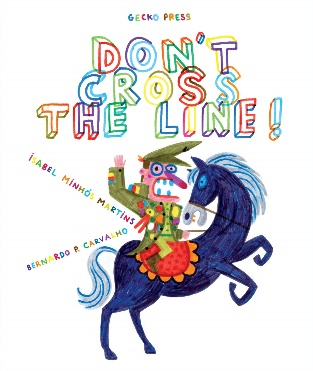 GECKO PRESS
DON'T
CROSS
THE LINE!
ISABEL MINHÓS MARTINS
BERNARDO P. CARVALHO